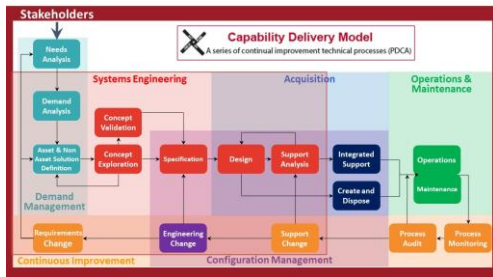 Stakeholders
Capability Delivery Model
A series of continual improvement technical processes (PDCA)
Needs
Analysis
Systems Engineering
Acquisition
Operations &
Maintenance
Demand
Analysis
Concept
Validation
Asset & Non
Asset Solution
Definition
Concept
Exploration
Specification
Design
Support
Analysis
Integrated
Support
Operations
Maintenance
Create and
Dispose
Demand
Management
Requirements
Change
Engineering
Change
Support
Change
Process
Audit
Process
Monitoring
Continuous Improvement
Configuration Management